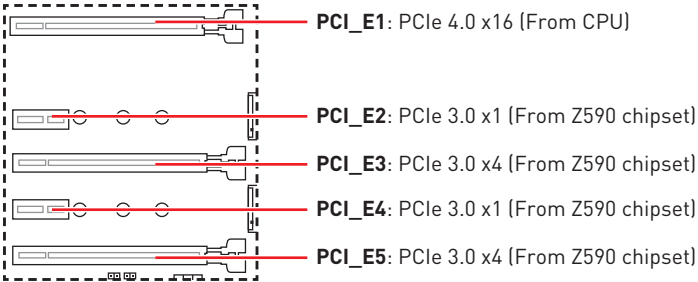 PCI_E1: PCIe 4.0 x16 (From CPU)
PCI_E2: PCIe 3.0 x1 (From Z590 chipset)
PCI_E3: PCIe 3.0 x4 (From Z590 chipset)
PCI_E4: PCIe 3.0 x1 (From Z590 chipset)
PCI_E5: PCIe 3.0 x4 (From Z590 chipset)